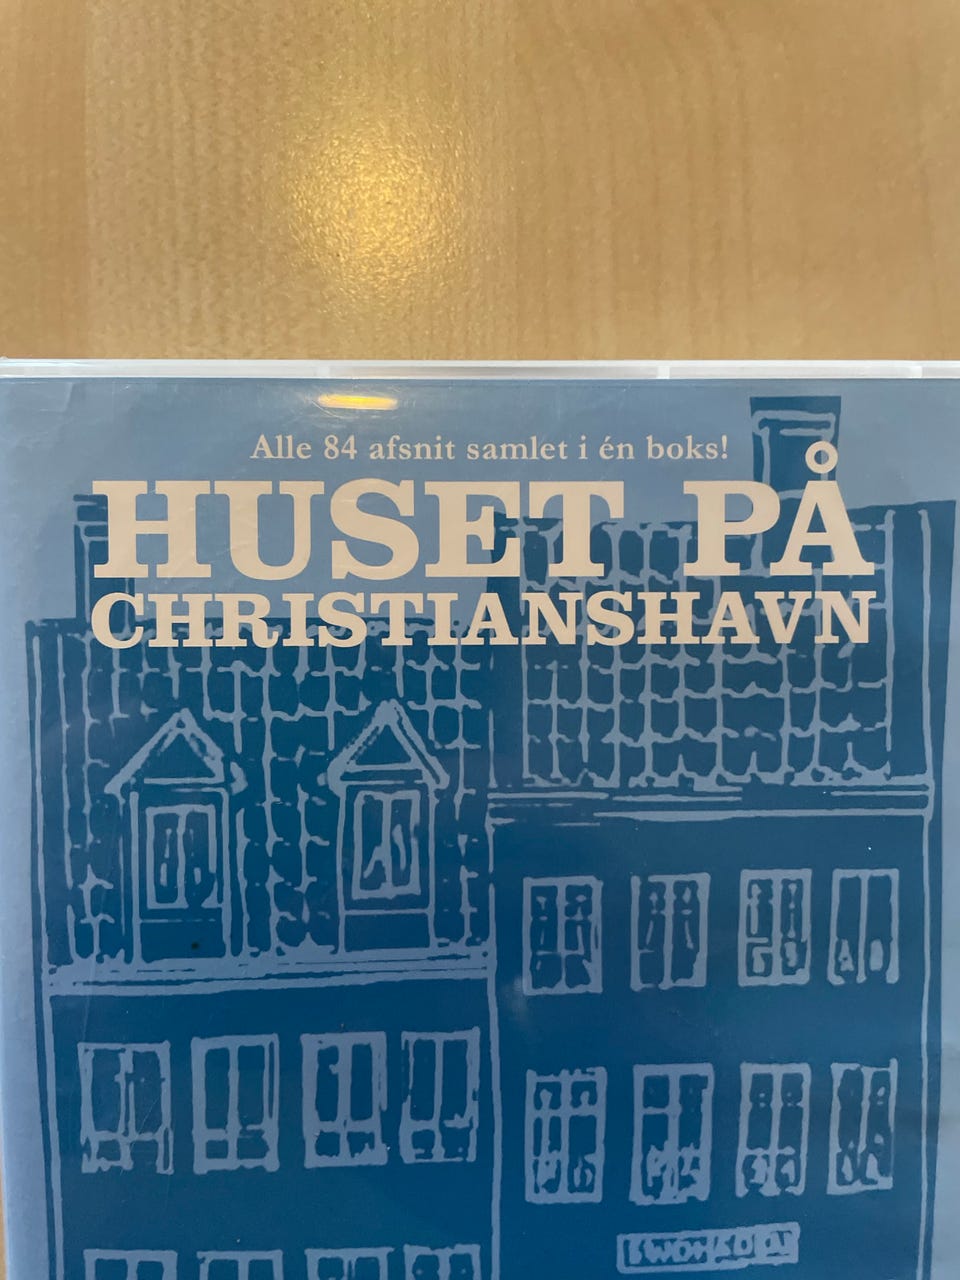 Alle 84 afsnit samlet i én boks!
HUSET PÅ
CHRISTIANSHAVN